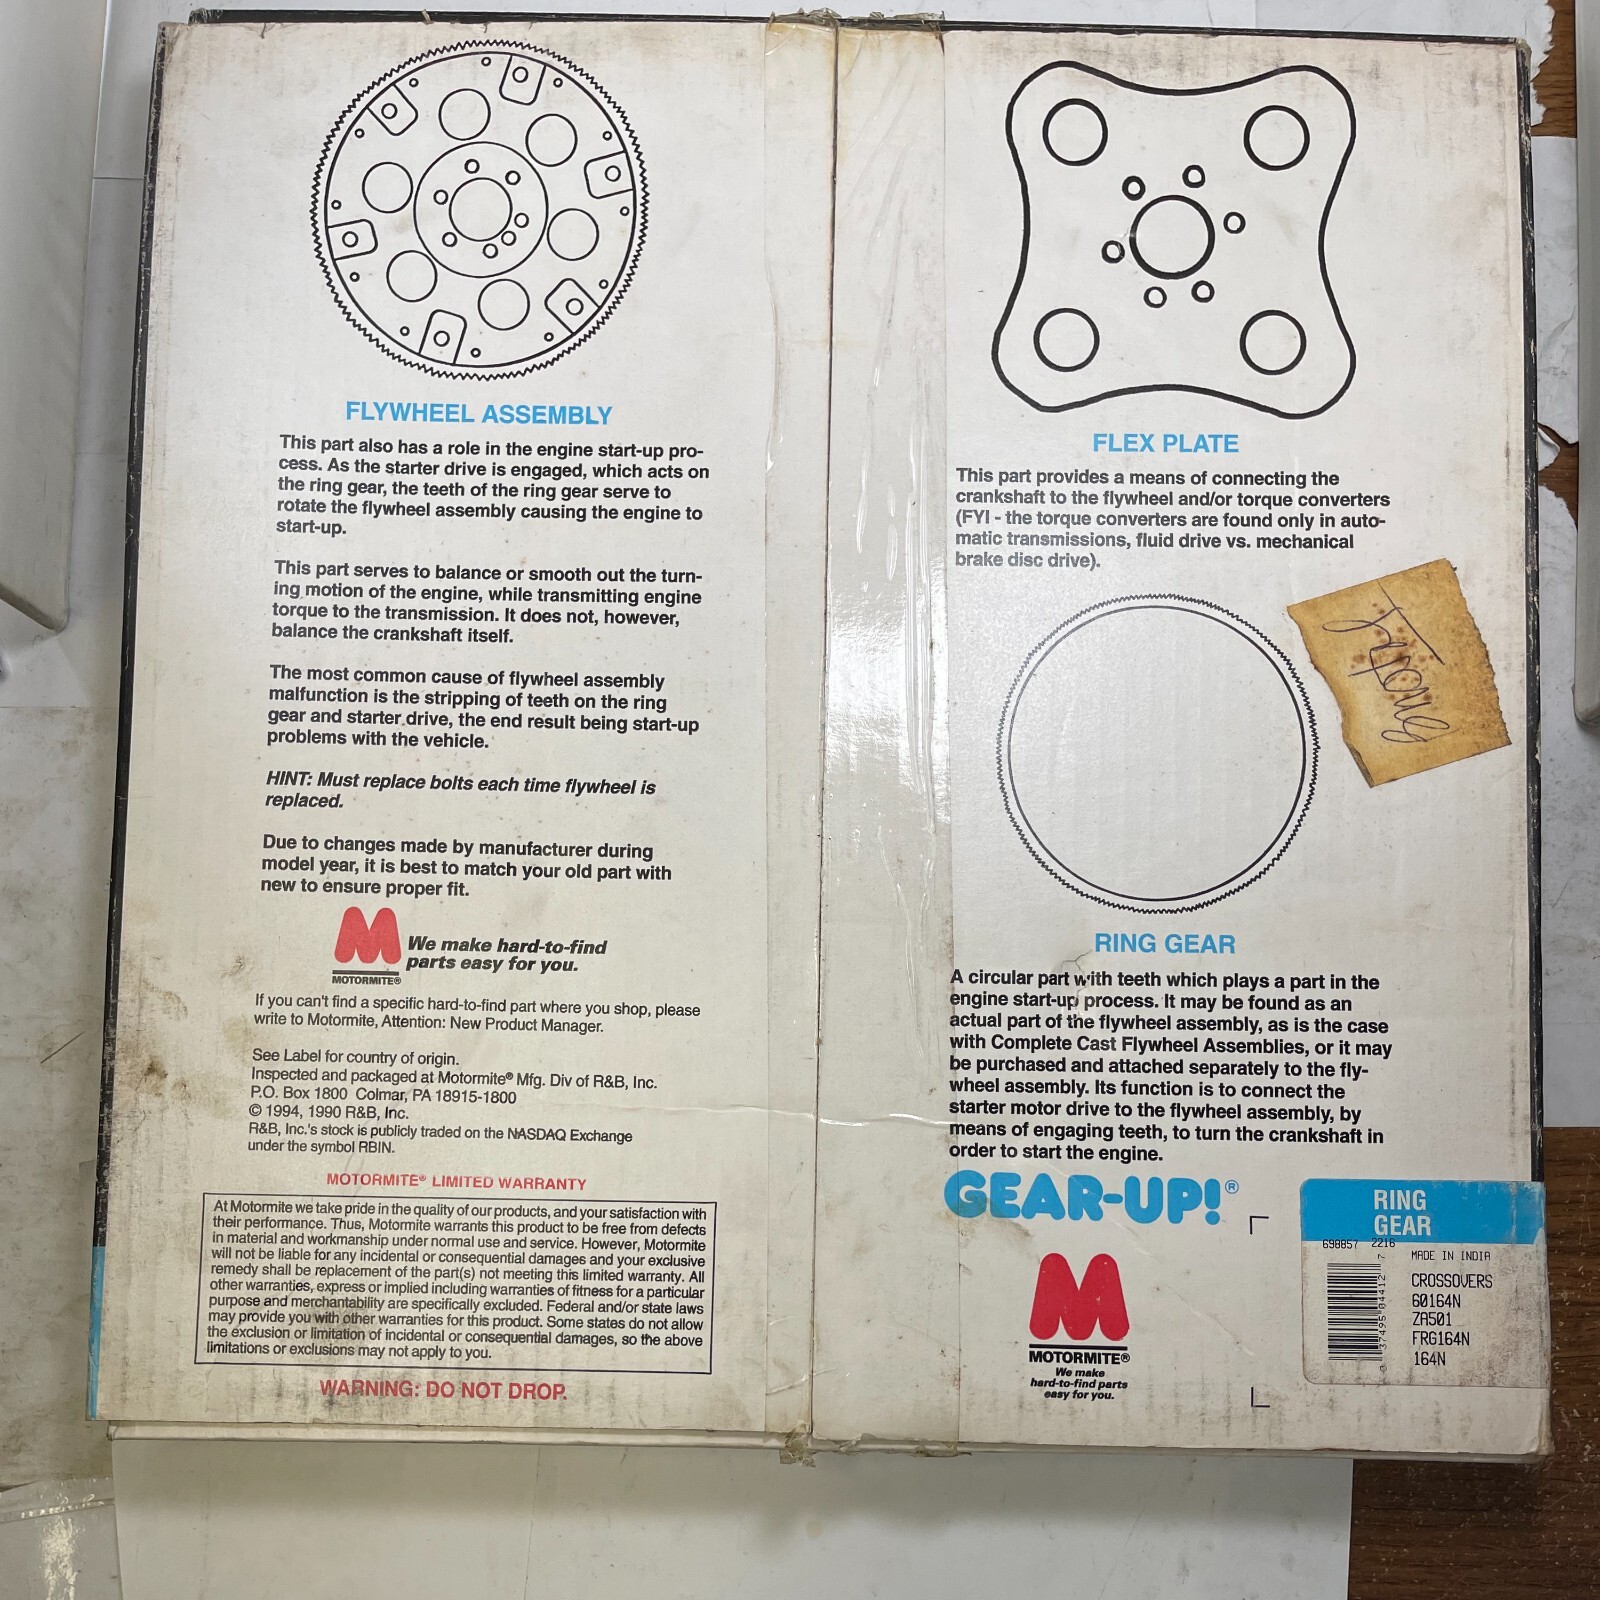 FLYWHEEL ASSEMBLY
This part also has a role in the engine start-up pro-
cess. As the starter drive is engaged, which acts on
the ring gear, the teeth of the ring gear serve to
rotate the flywheel assembly causing the engine to
start-up.
This part serves to balance or smooth out the turn-
ing motion of the engine, while transmitting engine
torque to the transmission. It does not, however,
balance the crankshaft itself.
The most common cause of flywheel assembly
malfunction is the stripping of teeth on the ring
gear and starter drive, the end result being start-up
problems with the vehicle.
HINT: Must replace bolts each time flywheel is
replaced.
Due to changes made by manufacturer during
model year, it is best to match your old part with
new to ensure proper fit.
We make hard-to-find
parts easy for you.
MOTORMITE®
If you can't find a specific hard-to-find part where you shop, please
write to Motormite, Attention: New Product Manager.
See Label for country of origin.
Inspected and packaged at Motormite® Mfg. Div of R&B, Inc.
P.O. Box 1800 Colmar, PA 18915-1800
© 1994, 1990 R&B, Inc.
R&B, Inc.'s stock is publicly traded on the NASDAQ Exchange
under the symbol RBIN.
MOTORMITE® LIMITED WARRANTY
At Motormite we take pride in the quality of our products, and your satisfaction with
their performance. Thus, Motormite warrants this product to be free from defects
in material and workmanship under normal use and service. However, Motormite
will not be liable for any incidental or consequential damages and your exclusive
remedy shall be replacement of the part(s) not meeting this limited warranty. All
other warranties, express or implied including warranties of fitness for a particular
purpose and merchantability are specifically excluded. Federal and/or state laws
may provide you with other warranties for this product. Some states do not allow
the exclusion or limitation of incidental or consequential damages, so the above
limitations or exclusions may not apply to you.
WARNING: DO NOT DROP.
FLEX PLATE
This part provides a means of connecting the
crankshaft to the flywheel and/or torque converters
(FYI - the torque converters are found only in auto-
matic transmissions, fluid drive vs. mechanical
brake disc drive).
RING GEAR
A circular part with teeth which plays a part in the
engine start-up process. It may be found as an
actual part of the flywheel assembly, as is the case
with Complete Cast Flywheel Assemblies, or it may
be purchased and attached separately to the fly-
wheel assembly. Its function is to connect the
starter motor drive to the flywheel assembly, by
means of engaging teeth, to turn the crankshaft in
order to start the engine.
GEAR-UP!®
MOTORMITE®
We make
hard-to-find parts
easy for you.
RING
GEAR
698857 2216
MADE IN INDIA
CROSSOVERS
60164N
ZA501
FRG164N
164N
0 37495 04412 7